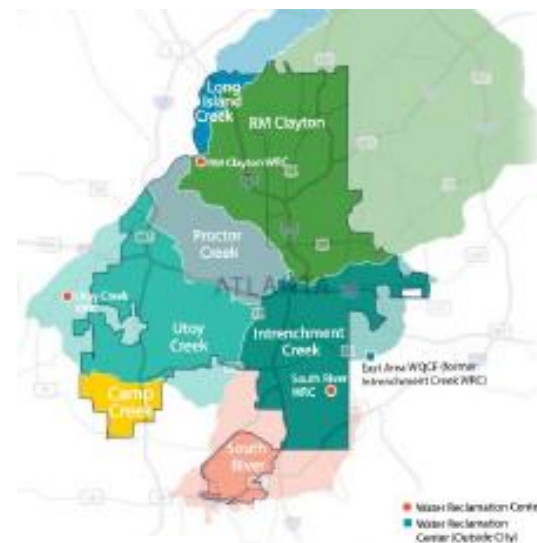 Long
Island
Creek
RM Clayton
RM Clayton WRC
Proctor
Creek
ATLANTA
Utoy Creek
Utoy
Creek
Intrenchment
Creek
East Area WQCF (former
Intrenchment Creek WRC)
South River
WRC
Camp
Creek
South
River
Water Reclamation Cente
Water Reclamation
Center (Outside City)